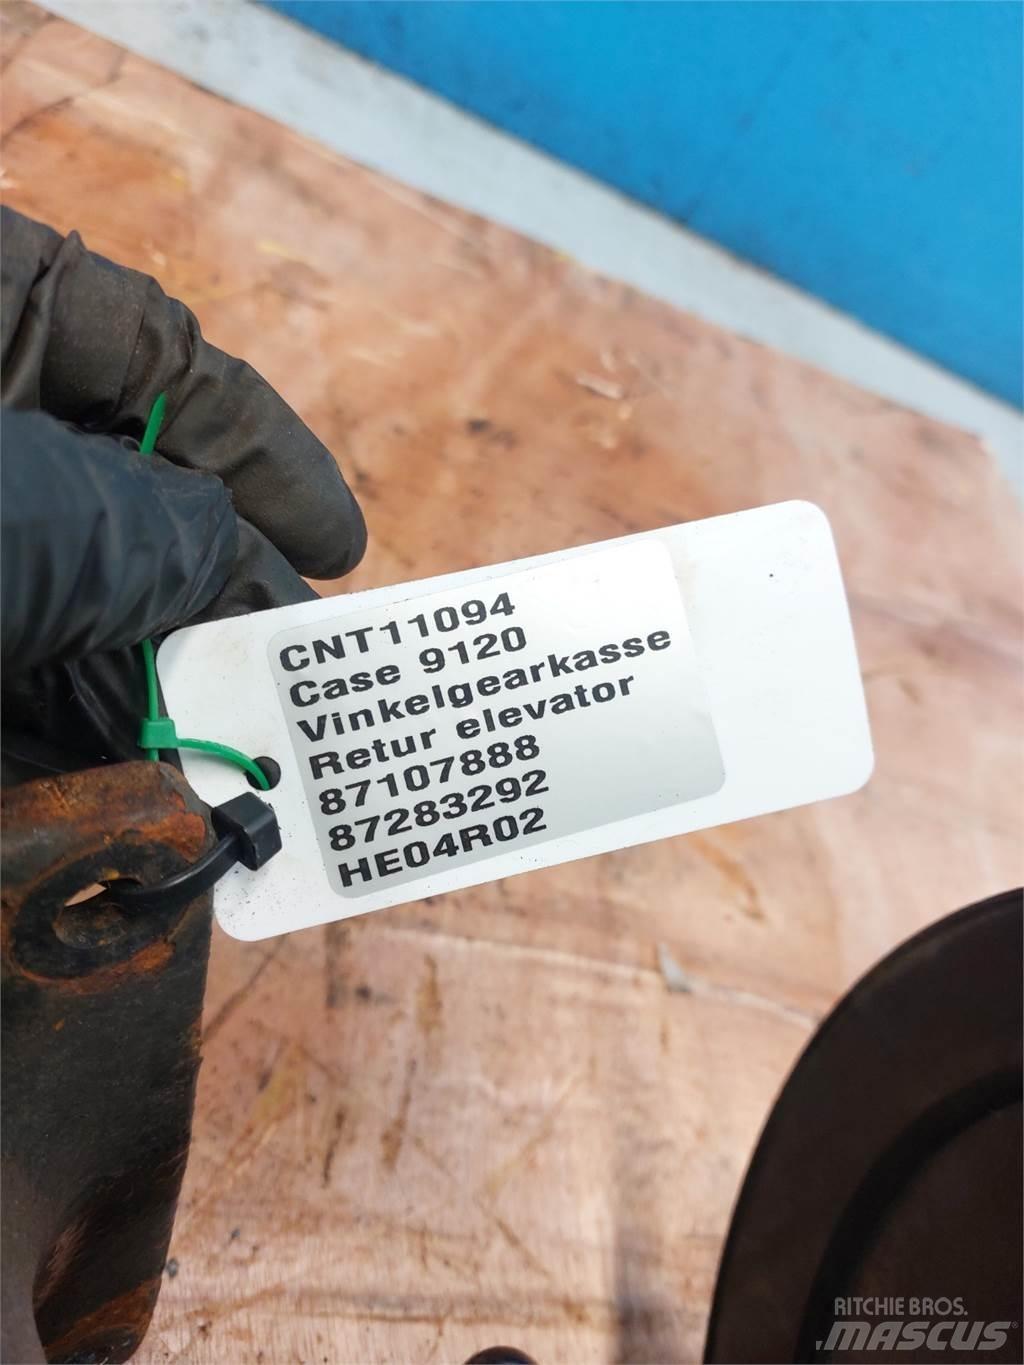 CNT11094
Case 9120
Vinkelgearkasse
Retur elevator
87107888
87283292
HE04R02
RITCHIE BROS.
MASCUS